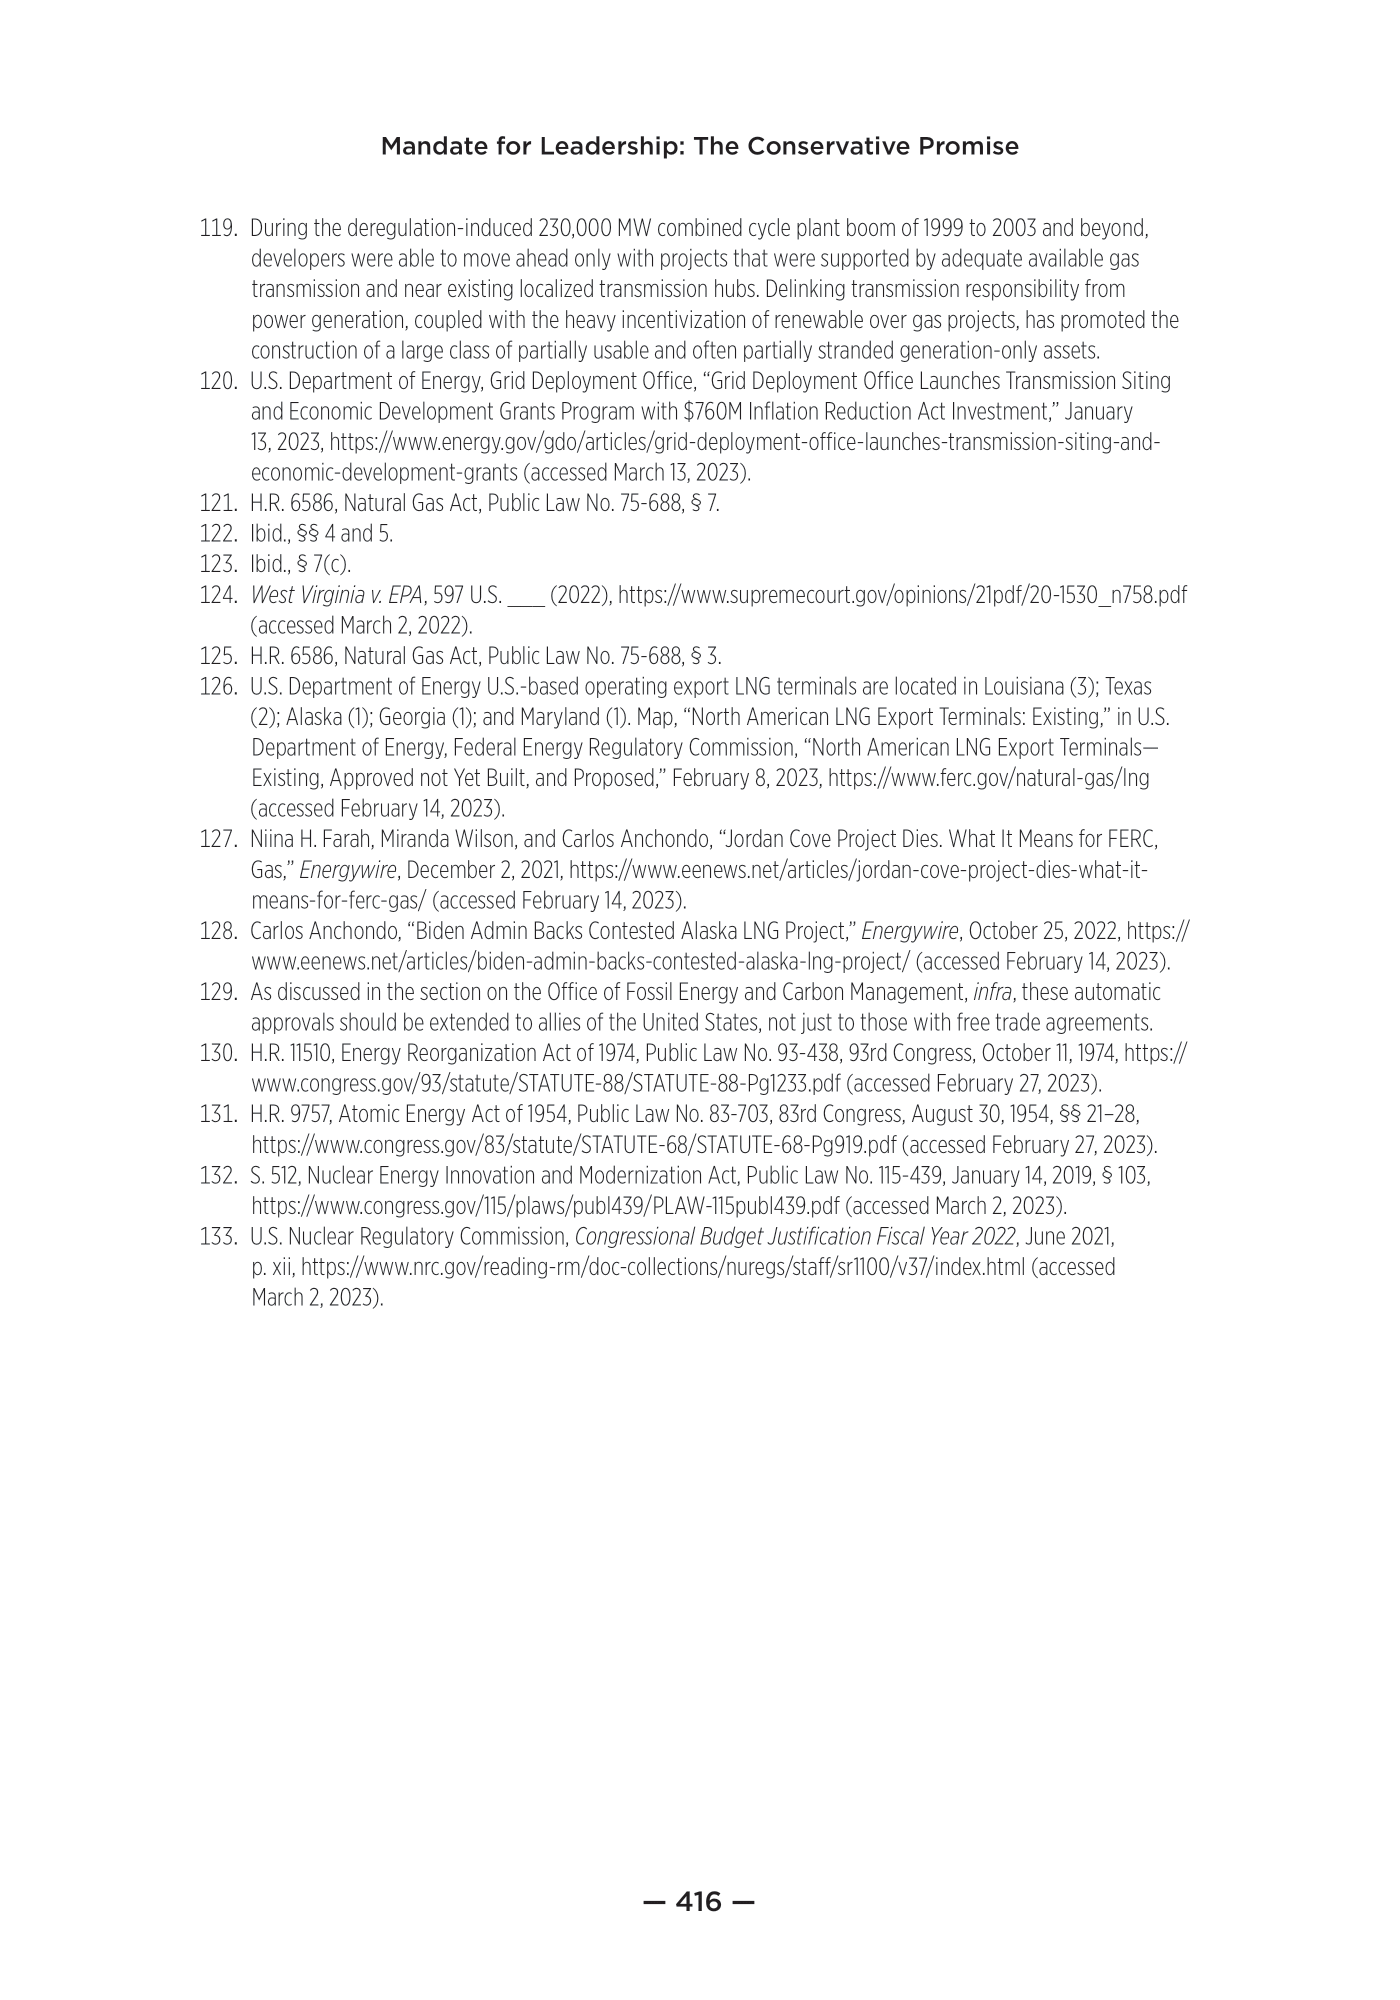 Mandate for Leadership: The Conservative Promise
119. During the deregulation-induced 230,000 MW combined cycle plant boom of 1999 to 2003 and beyond,
developers were able to move ahead only with projects that were supported by adequate available gas
transmission and near existing localized transmission hubs. Delinking transmission responsibility from
power generation, coupled with the heavy incentivization of renewable over gas projects, has promoted the
construction of a large class of partially usable and often partially stranded generation-only assets.
120. U.S. Department of Energy, Grid Deployment Office, “Grid Deployment Office Launches Transmission Siting
and Economic Development Grants Program with $760M Inflation Reduction Act Investment,” January
13, 2023, https://www.energy.gov/gdo/articles/grid-deployment-office-launches-transmission-siting-and-
economic-development-grants (accessed March 13, 2023).
121. H.R. 6586, Natural Gas Act, Public Law No. 75-688, § 7.
122. Ibid., §§ 4 and 5.
123. Ibid., § 7(c).
124. West Virginia v. EPA, 597 U.S. ___ (2022), https://www.supremecourt.gov/opinions/21pdf/20-1530_n758.pdf
(accessed March 2, 2022).
125. H.R. 6586, Natural Gas Act, Public Law No. 75-688, § 3.
126. U.S. Department of Energy U.S.-based operating export LNG terminals are located in Louisiana (3); Texas
(2); Alaska (1); Georgia (1); and Maryland (1). Map, “North American LNG Export Terminals: Existing,” in U.S.
Department of Energy, Federal Energy Regulatory Commission, “North American LNG Export Terminals—
Existing, Approved not Yet Built, and Proposed,” February 8, 2023, https://www.ferc.gov/natural-gas/lng
(accessed February 14, 2023).
127. Niina H. Farah, Miranda Wilson, and Carlos Anchondo, “Jordan Cove Project Dies. What It Means for FERC,
Gas,” Energywire, December 2, 2021, https://www.eenews.net/articles/jordan-cove-project-dies-what-it-
means-for-ferc-gas/ (accessed February 14, 2023).
128. Carlos Anchondo, “Biden Admin Backs Contested Alaska LNG Project,” Energywire, October 25, 2022, https://
www.eenews.net/articles/biden-admin-backs-contested-alaska-lng-project/ (accessed February 14, 2023).
129. As discussed in the section on the Office of Fossil Energy and Carbon Management, infra, these automatic
approvals should be extended to allies of the United States, not just to those with free trade agreements.
130. H.R. 11510, Energy Reorganization Act of 1974, Public Law No. 93-438, 93rd Congress, October 11, 1974, https://
www.congress.gov/93/statute/STATUTE-88/STATUTE-88-Pg1233.pdf (accessed February 27, 2023).
131. H.R. 9757, Atomic Energy Act of 1954, Public Law No. 83-703, 83rd Congress, August 30, 1954, §§ 21–28,
https://www.congress.gov/83/statute/STATUTE-68/STATUTE-68-Pg919.pdf (accessed February 27, 2023).
132. S. 512, Nuclear Energy Innovation and Modernization Act, Public Law No. 115-439, January 14, 2019, § 103,
https://www.congress.gov/115/plaws/publ439/PLAW-115publ439.pdf (accessed March 2, 2023).
133. U.S. Nuclear Regulatory Commission, Congressional Budget Justification Fiscal Year 2022, June 2021,
p. xii, https://www.nrc.gov/reading-rm/doc-collections/nuregs/staff/sr1100/v37/index.html (accessed
March 2, 2023).
— 416 —